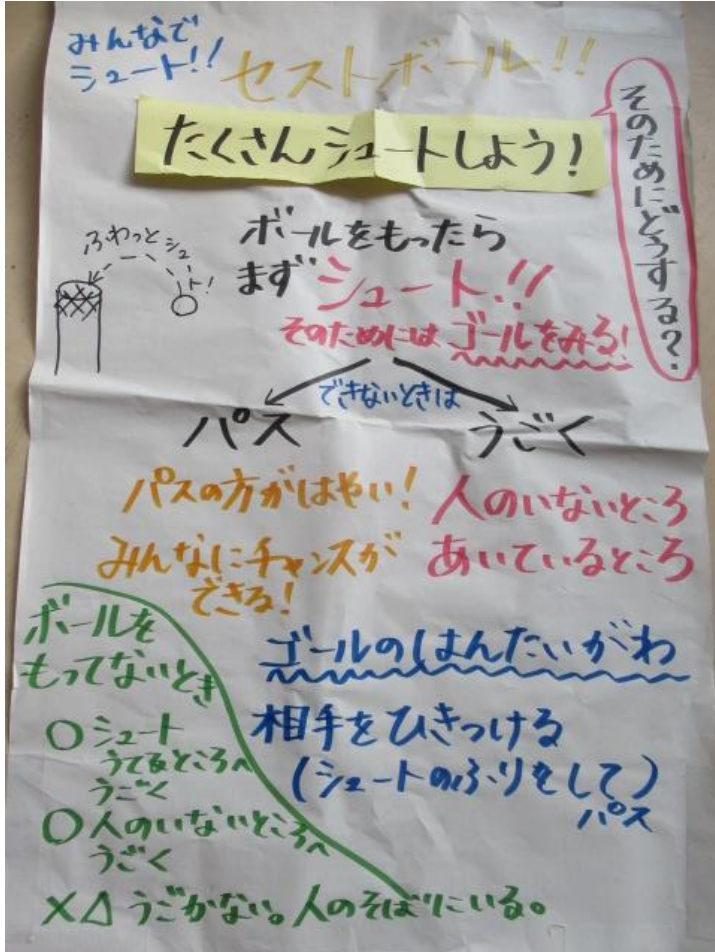 みんなで
シュート!!
セストボール!!
たくさんシュートしよう!
そのためにどうする?
ふわっとシュート!
ボールをもったら
まずシュート!!
そのためにはゴールをみる!
できないときは
パス
うごく
パスの方がはやい!
みんなにチャンスが
できる!
人のいないところ
あいているところ
ゴールのはんたいがわ
相手をひきつける
(シュートのふりをして)
パス
ボールを
もってないとき
○シュート
うてるところへ
うごく
○人のいないところへ
うごく
×△うごかない。人のそばにいる。